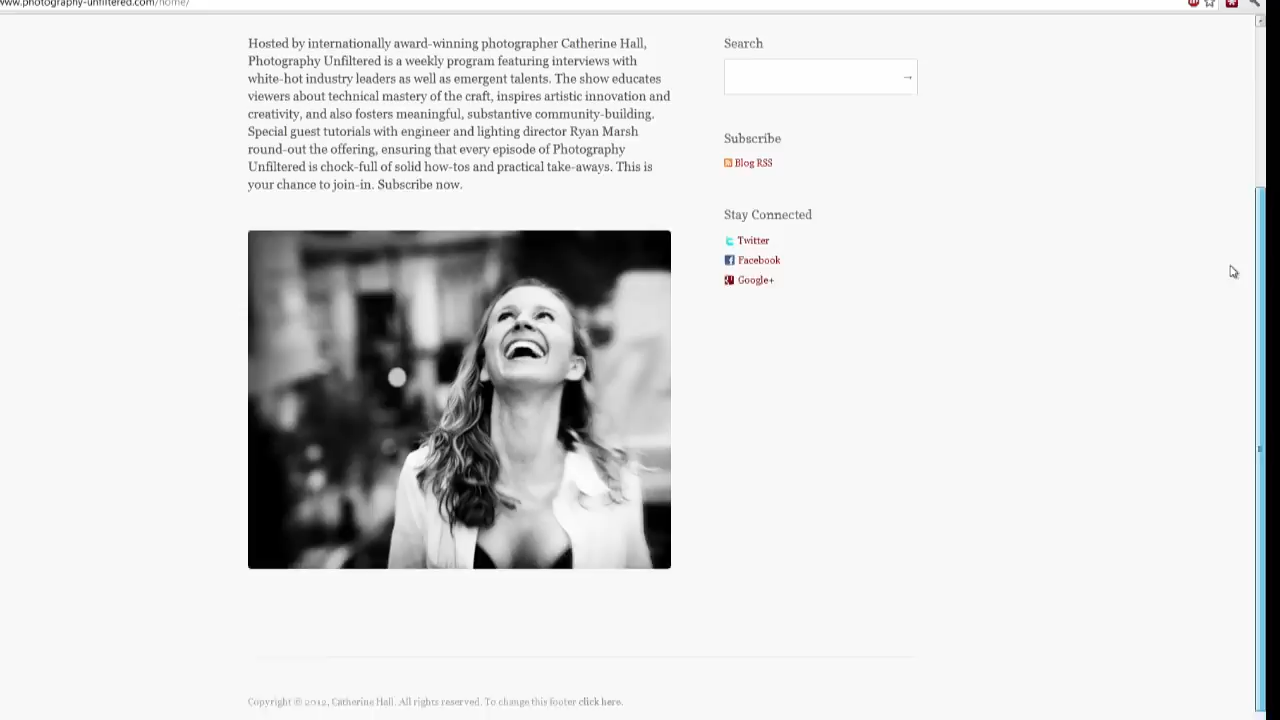 www.photography-unfiltered.com/home/
Hosted by internationally award-winning photographer Catherine Hall,
Photography Unfiltered is a weekly program featuring interviews with
white-hot industry leaders as well as emergent talents. The show educates
viewers about technical mastery of the craft, inspires artistic innovation and
creativity, and also fosters meaningful, substantive community-building.
Special guest tutorials with engineer and lighting director Ryan Marsh
round-out the offering, ensuring that every episode of Photography
Unfiltered is chock-full of solid how-tos and practical take-aways. This is
your chance to join-in. Subscribe now.
Search
→
Subscribe
Blog RSS
Stay Connected
Twitter
Facebook
Google+
Copyright © 2012, Catherine Hall. All rights reserved. To change this footer click here.